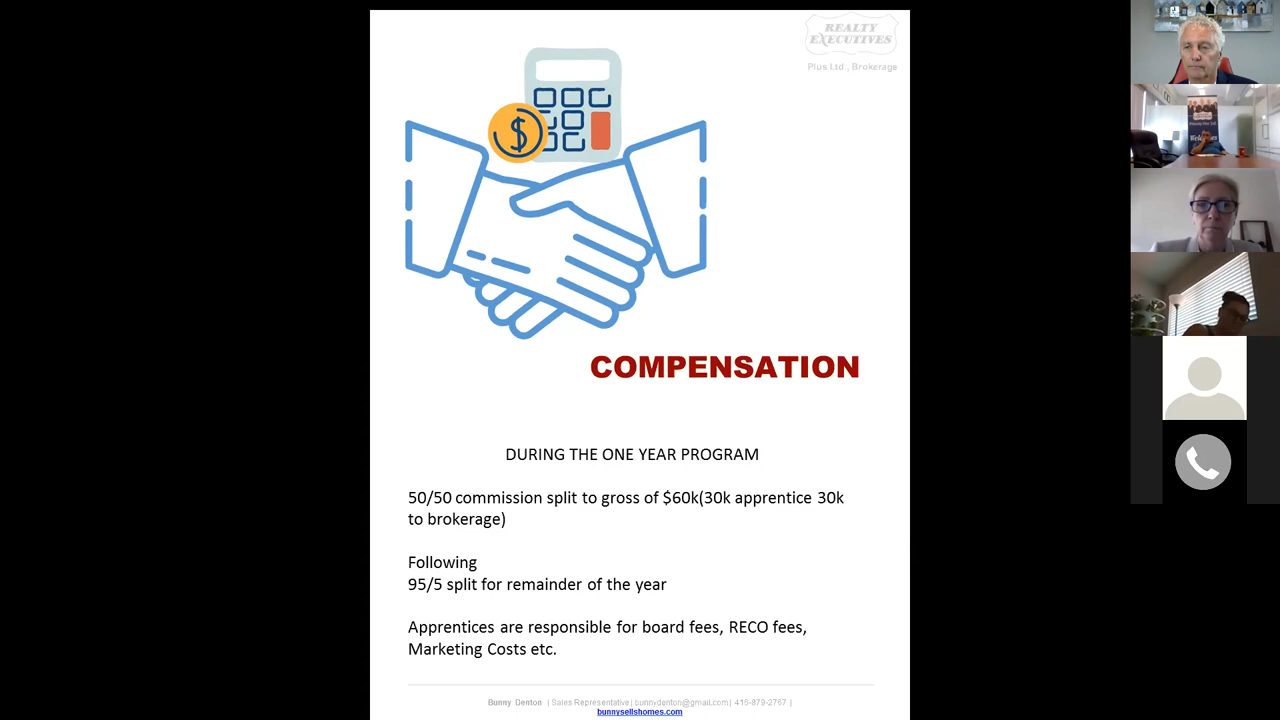 REALTY
EXECUTIVES
Plus Ltd., Brokerage
COMPENSATION
DURING THE ONE YEAR PROGRAM
50/50 commission split to gross of $60k(30k apprentice 30k
to brokerage)
Following
95/5 split for remainder of the year
Apprentices are responsible for board fees, RECO fees,
Marketing Costs etc.
Bunny Denton | Sales Representative| bunnydenton@gmail.com| 416-879-2767 |
bunnysellshomes.com